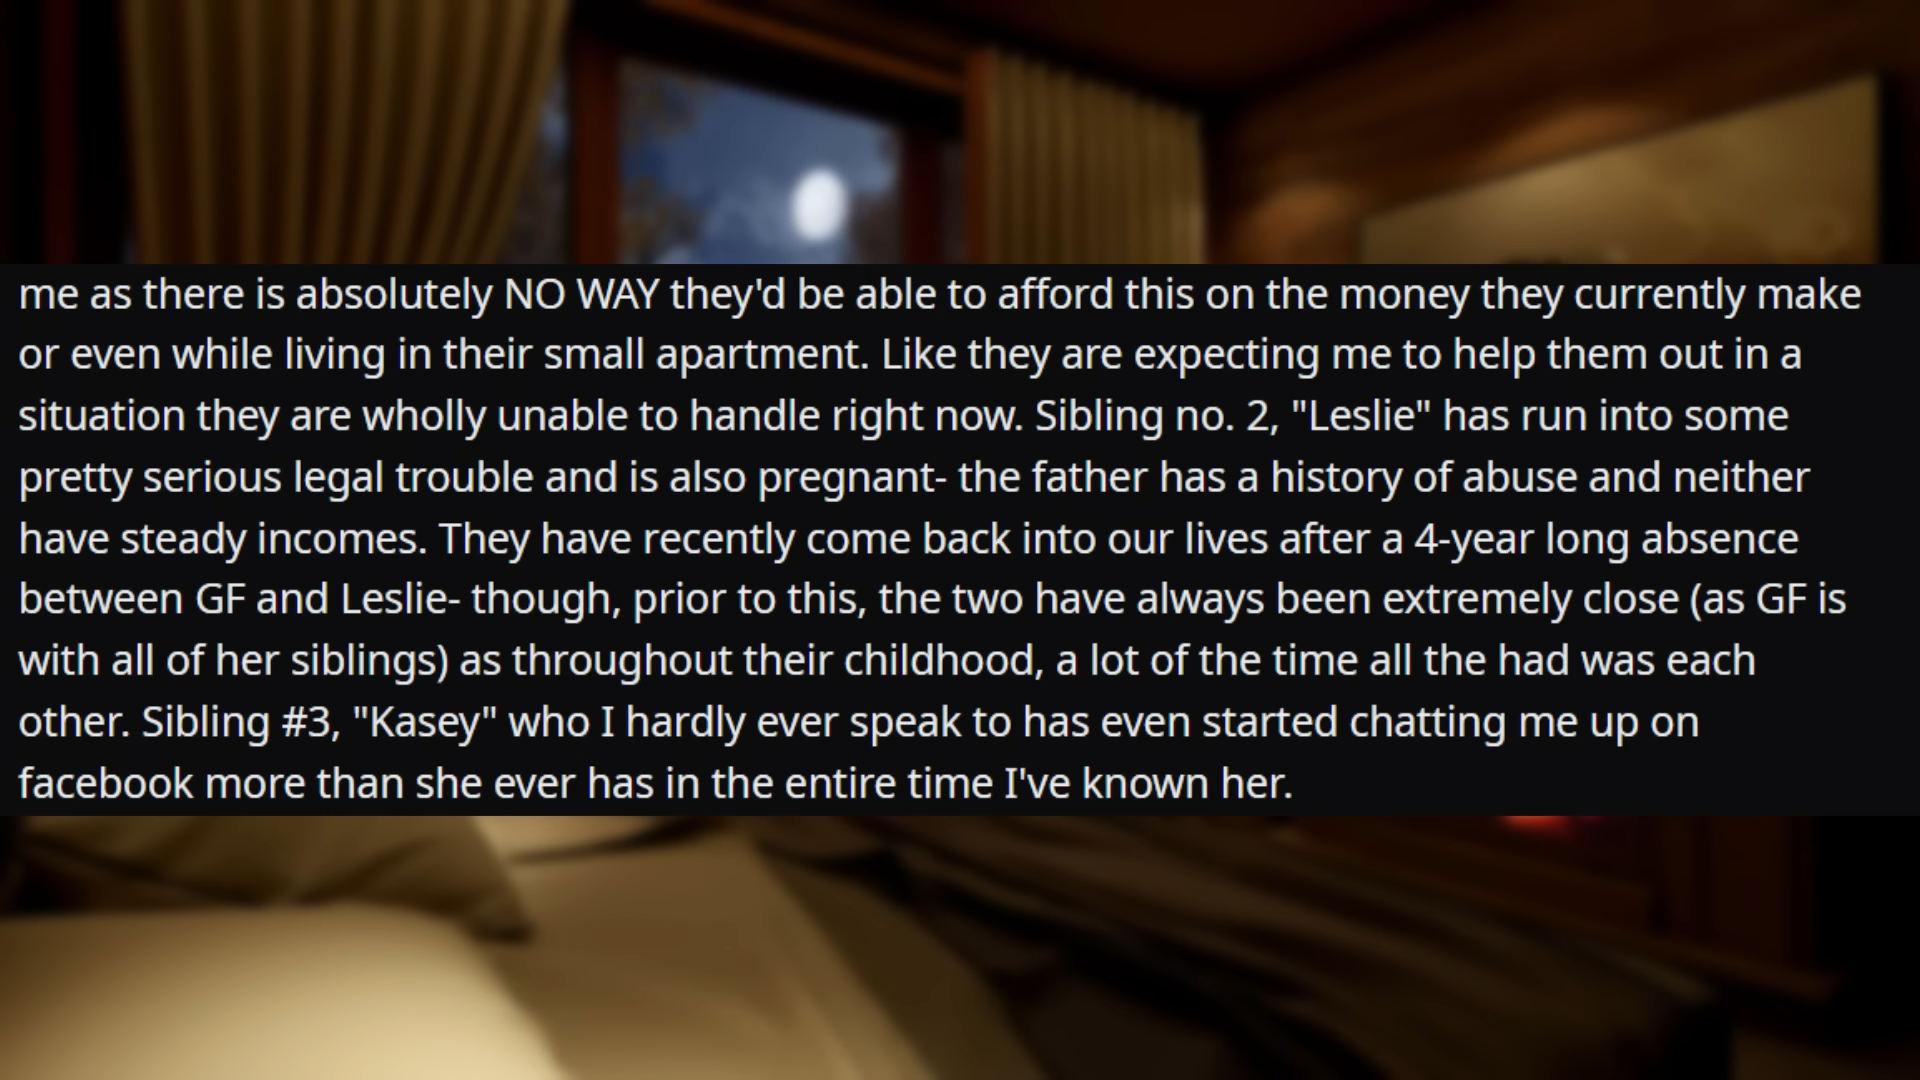 me as there is absolutely NO WAY they'd be able to afford this on the money they currently make
or even while living in their small apartment. Like they are expecting me to help them out in a
situation they are wholly unable to handle right now. Sibling no. 2, "Leslie" has run into some
pretty serious legal trouble and is also pregnant- the father has a history of abuse and neither
have steady incomes. They have recently come back into our lives after a 4-year long absence
between GF and Leslie- though, prior to this, the two have always been extremely close (as GF is
with all of her siblings) as throughout their childhood, a lot of the time all the had was each
other. Sibling #3, "Kasey" who I hardly ever speak to has even started chatting me up on
facebook more than she ever has in the entire time I've known her.